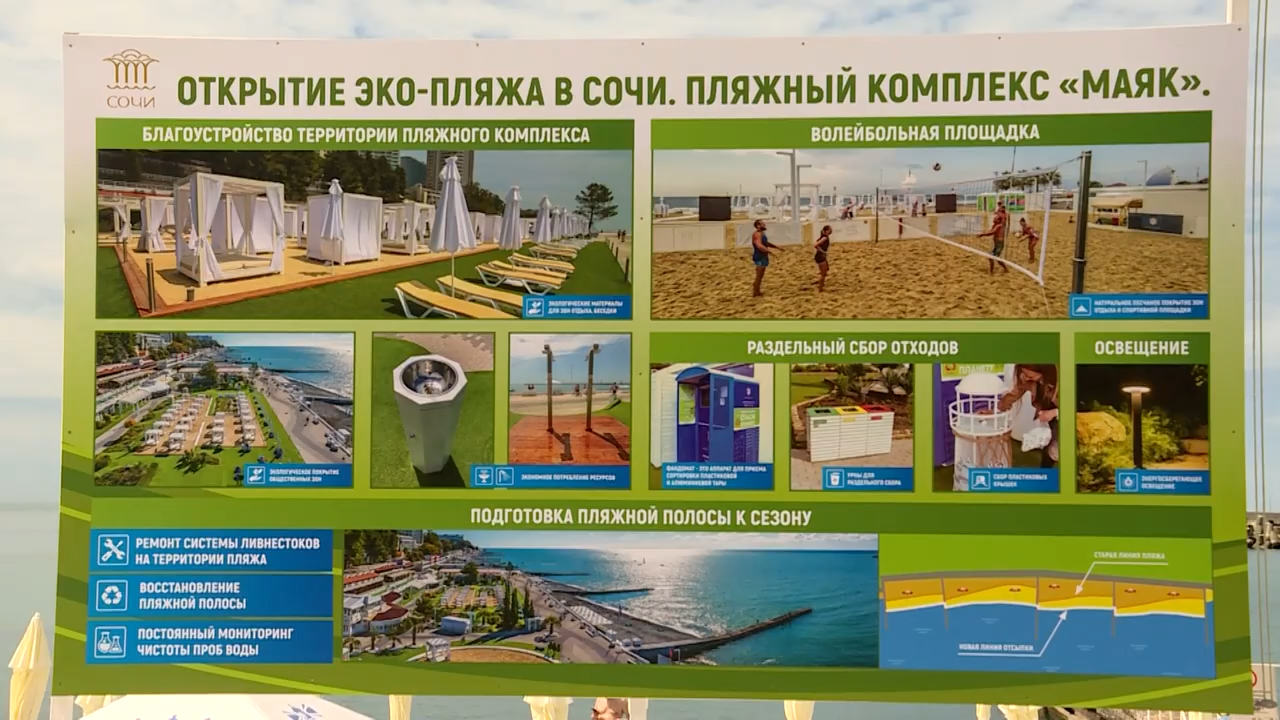 СОЧИ
ОТКРЫТИЕ ЭКО-ПЛЯЖА В СОЧИ. ПЛЯЖНЫЙ КОМПЛЕКС «МАЯК».
БЛАГОУСТРОЙСТВО ТЕРРИТОРИИ ПЛЯЖНОГО КОМПЛЕКСА
ЭКОЛОГИЧЕСКИЕ МАТЕРИАЛЫ
ДЛЯ ЗОН ОТДЫХА, БЕСЕДКИ
ВОЛЕЙБОЛЬНАЯ ПЛОЩАДКА
НАТУРАЛЬНОЕ ПЕСЧАНОЕ ПОКРЫТИЕ ЗОН
ОТДЫХА И СПОРТИВНОЙ ПЛОЩАДКИ
ЭКОЛОГИЧЕСКОЕ ПОКРЫТИЕ
ОБЩЕСТВЕННЫХ ЗОН
ЭКОНОМНОЕ ПОТРЕБЛЕНИЕ РЕСУРСОВ
РАЗДЕЛЬНЫЙ СБОР ОТХОДОВ
ФАНДОМАТ - ЭТО АППАРАТ ДЛЯ ПРИЕМА
СОРТИРОВКИ ПЛАСТИКОВОЙ
И АЛЮМИНИЕВОЙ ТАРЫ
УРНЫ ДЛЯ
РАЗДЕЛЬНОГО СБОРА
ПЛАНЕТЕ
СБОР ПЛАСТИКОВЫХ
КРЫШЕК
ОСВЕЩЕНИЕ
ЭНЕРГОСБЕРЕГАЮЩЕЕ
ОСВЕЩЕНИЕ
ПОДГОТОВКА ПЛЯЖНОЙ ПОЛОСЫ К СЕЗОНУ
РЕМОНТ СИСТЕМЫ ЛИВНЕСТОКОВ
НА ТЕРРИТОРИИ ПЛЯЖА
ВОССТАНОВЛЕНИЕ
ПЛЯЖНОЙ ПОЛОСЫ
ПОСТОЯННЫЙ МОНИТОРИНГ
ЧИСТОТЫ ПРОБ ВОДЫ
СТАРАЯ ЛИНИЯ ПЛЯЖА
НОВАЯ ЛИНИЯ ОТСЫПКИ